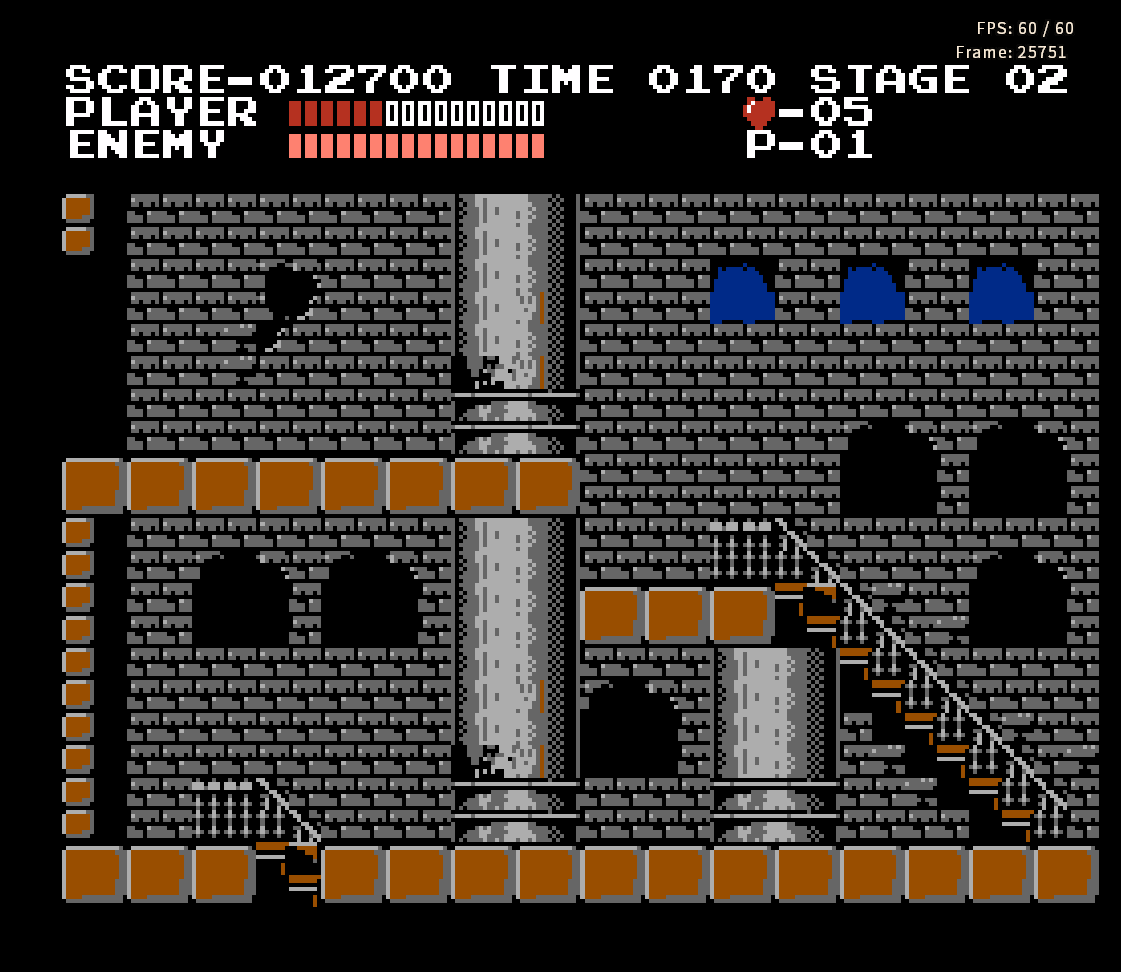 FPS: 60 / 60
Frame: 25751
SCORE-012700 TIME 0170 STAGE 02
PLAYER -05
ENEMY P-01